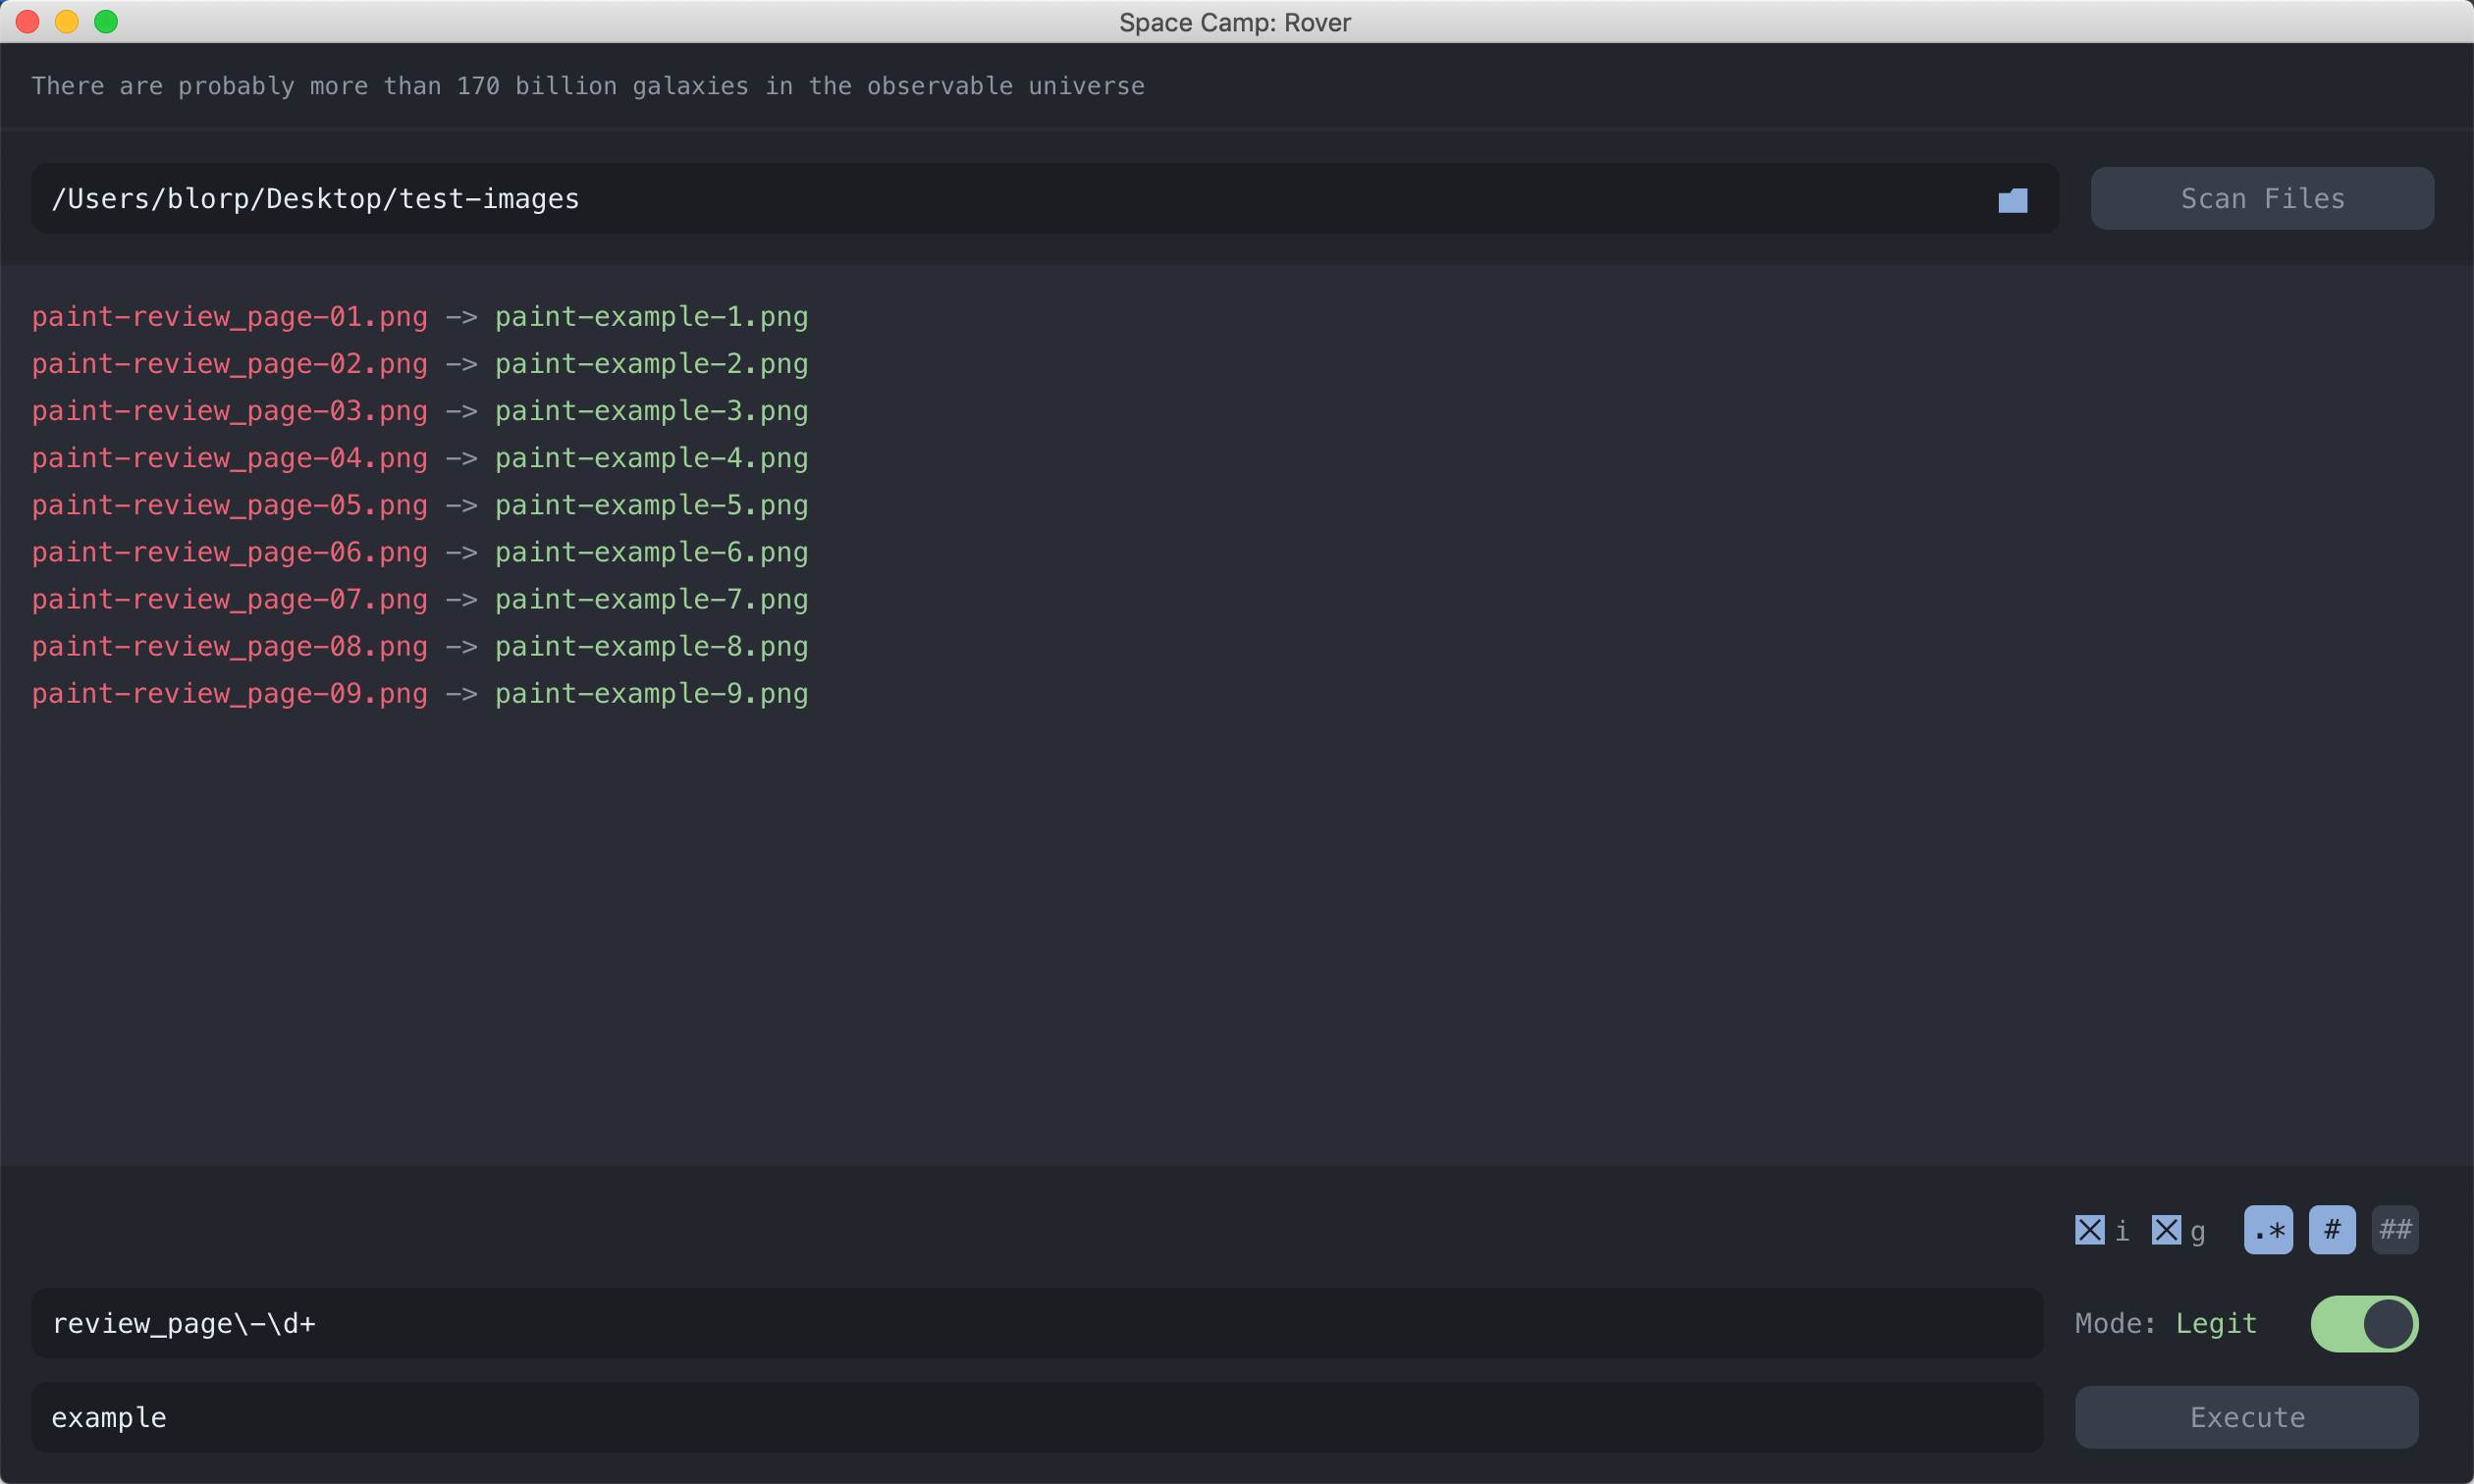 Space Camp: Rover
There are probably more than 170 billion galaxies in the observable universe
/Users/blorp/Desktop/test-images
Scan Files
paint-review_page-01.png -> paint-example-1.png
paint-review_page-02.png -> paint-example-2.png
paint-review_page-03.png -> paint-example-3.png
paint-review_page-04.png -> paint-example-4.png
paint-review_page-05.png -> paint-example-5.png
paint-review_page-06.png -> paint-example-6.png
paint-review_page-07.png -> paint-example-7.png
paint-review_page-08.png -> paint-example-8.png
paint-review_page-09.png -> paint-example-9.png
i g .* # ##
review_page\-\d+
Mode: Legit
example
Execute